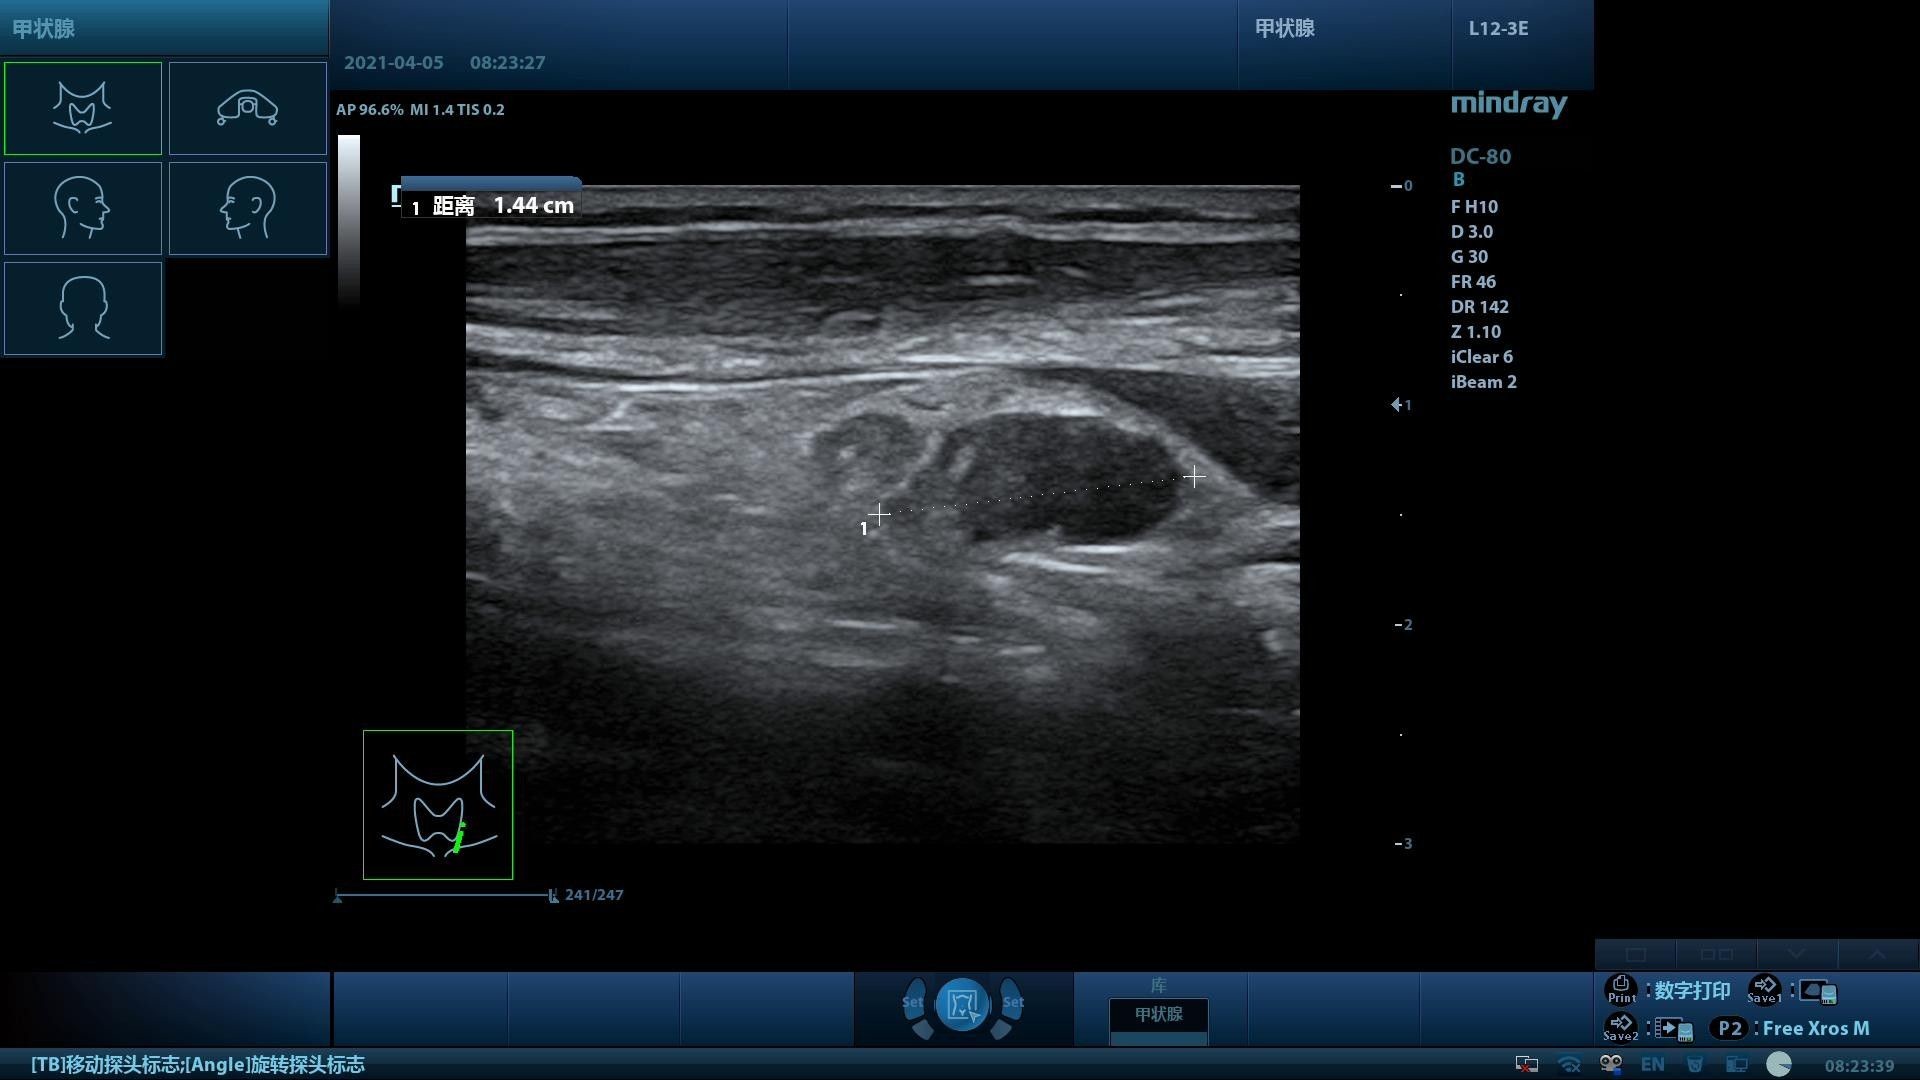 甲状腺
甲状腺
L12-3E
2021-04-05 08:23:27
AP 96.6% MI 1.4 TIS 0.2
mindray
DC-80
B
F H10
D 3.0
G 30
FR 46
DR 142
Z 1.10
iClear 6
iBeam 2
1 距离 1.44 cm
0
1
2
3
1
241/247
Set
Set
库
甲状腺
Print : 数字打印 Save1 :
Save2 : P2 : Free Xros M
[TB]移动探头标志;[Angle]旋转探头标志
EN
08:23:39